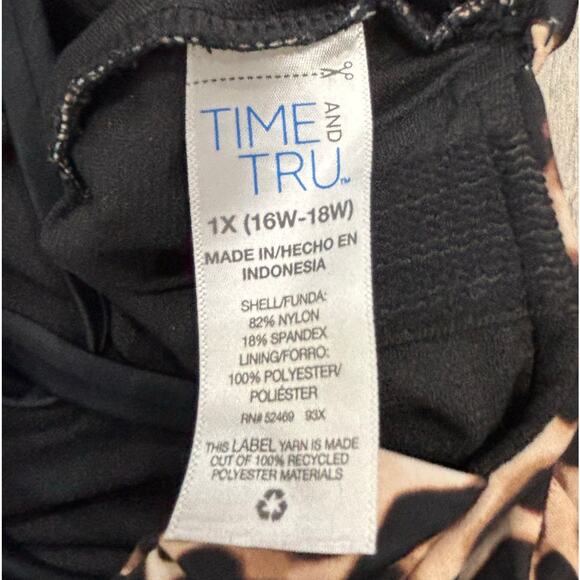 TIME AND
TRU™
1X (16W-18W)
MADE IN/HECHO EN
INDONESIA
SHELL/FUNDA:
82% NYLON
18% SPANDEX
LINING/FORRO:
100% POLYESTER/
POLIÉSTER
RN# 52469 93X
THIS LABEL YARN IS MADE
OUT OF 100% RECYCLED
POLYESTER MATERIALS